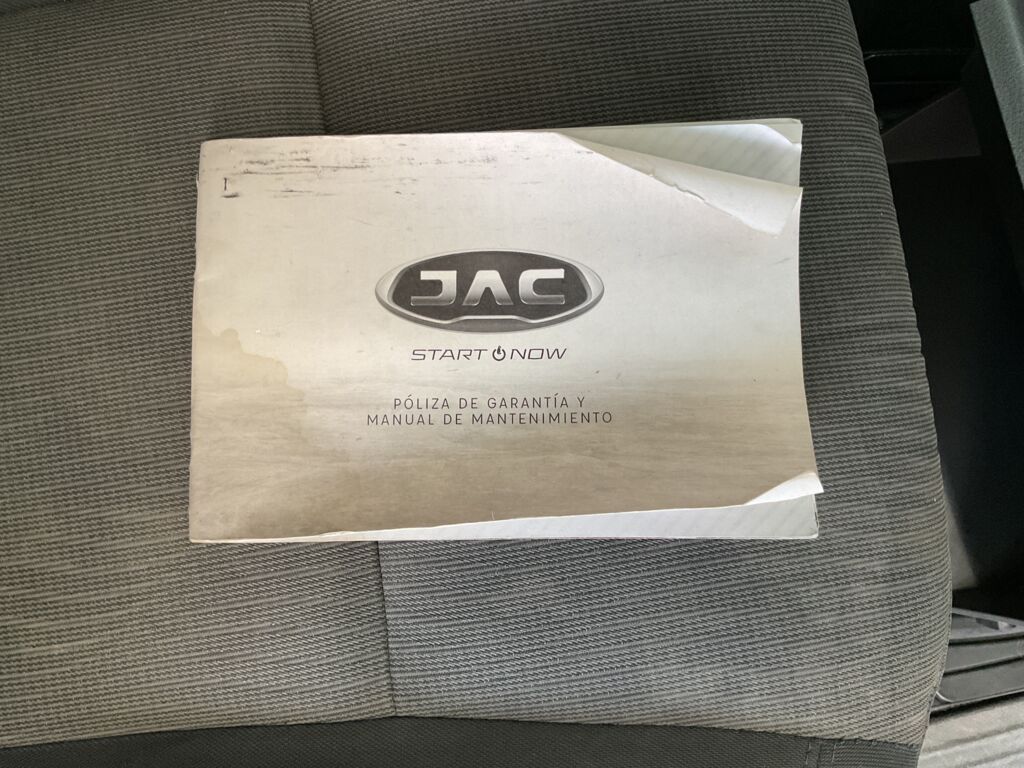 JAC
START NOW
PÓLIZA DE GARANTÍA Y
MANUAL DE MANTENIMIENTO